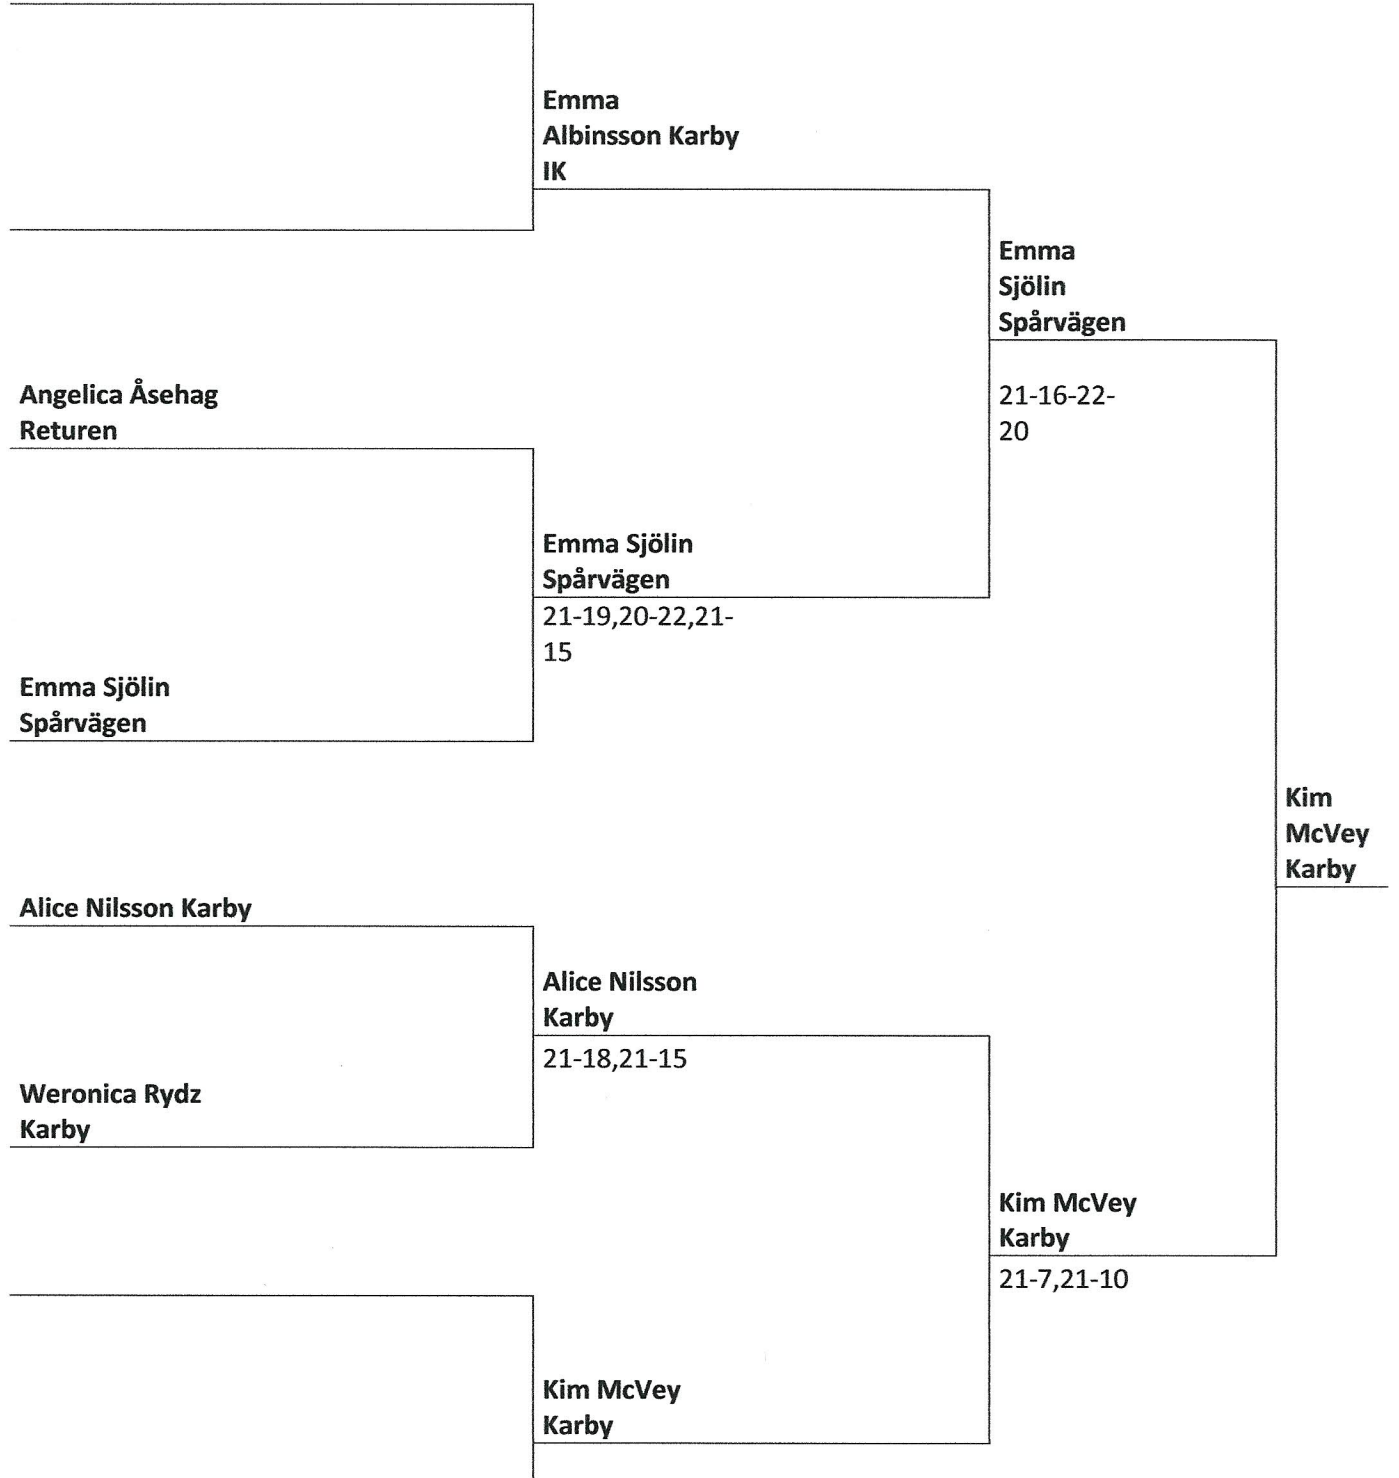 Emma
Albinsson Karby
IK
Emma
Sjölin
Spårvägen
Angelica Åsehag
Returen
21-16-22-
20
Emma Sjölin
Spårvägen
21-19,20-22,21-
15
Emma Sjölin
Spårvägen
Kim
McVey
Karby
Alice Nilsson Karby
Alice Nilsson
Karby
21-18,21-15
Weronica Rydz
Karby
Kim McVey
Karby
21-7,21-10
Kim McVey
Karby